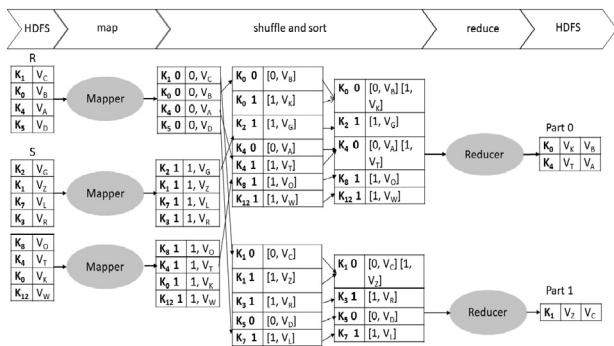 HDFS map shuffle and sort reduce HDFS
R
K1 VC
K0 VB
K4 VA
K5 VD
Mapper
K1 0 0, VC
K0 0 0, VB
K4 0 0, VA
K5 0 0, VD
S
K2 VG
K1 VZ
K7 VL
K3 VR
Mapper
K2 1 1, VG
K1 1 1, VZ
K7 1 1, VL
K3 1 1, VR
K8 VO
K4 VT
K0 VK
K12 VW
Mapper
K8 1 1, VO
K4 1 1, VT
K0 1 1, VK
K12 1 1, VW
K0 0 [0, VB]
K0 1 [1, VK]
K2 1 [1, VG]
K4 0 [0, VA]
K4 1 [1, VT]
K8 1 [1, VO]
K12 1 [1, VW]
K0 0 [0, VB] [1,
VK]
K2 1 [1, VG]
K4 0 [0, VA] [1,
VT]
K8 1 [1, VO]
K12 1 [1, VW]
Reducer
Part 0
K0 VK VB
K4 VT VA
K1 0 [0, VC]
K1 1 [1, VZ]
K3 1 [1, VR]
K5 0 [0, VD]
K7 1 [1, VL]
K1 0 [0, VC] [1,
VZ]
K3 1 [1, VR]
K5 0 [0, VD]
K7 1 [1, VL]
Reducer
Part 1
K1 VZ VC